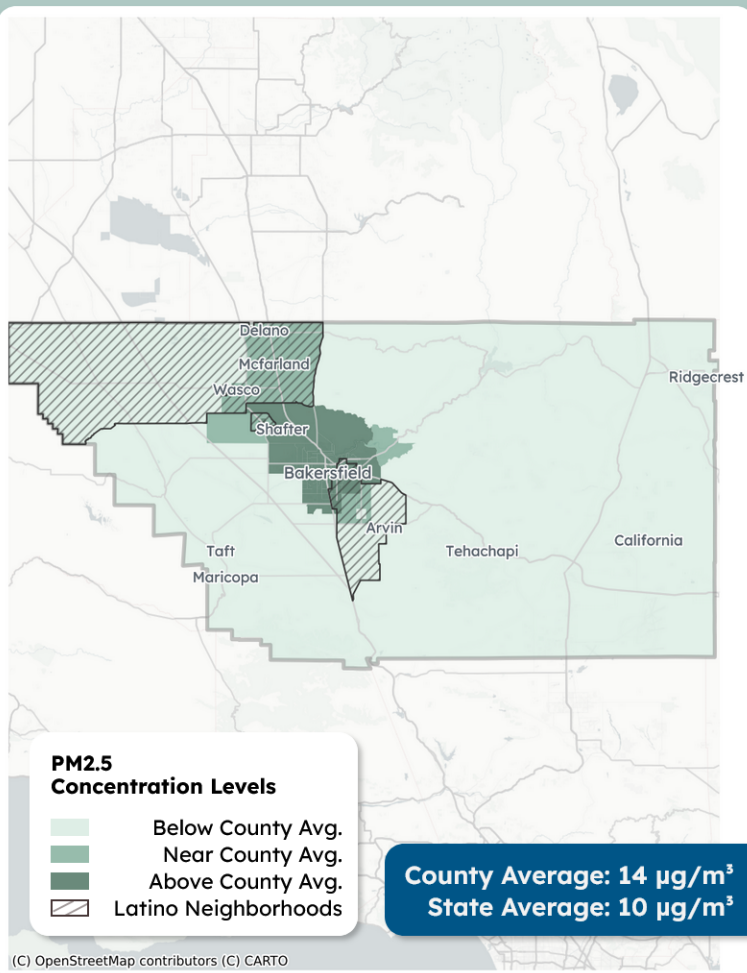 Delano
Mcfarland
Ridgecrest
Wasco
Shafter
Bakersfield
Arvin
California
Taft
Tehachapi
Maricopa
PM2.5
Concentration Levels
Below County Avg.
Near County Avg.
Above County Avg.
Latino Neighborhoods
County Average: 14 µg/m³
State Average: 10 µg/m³
(C) OpenStreetMap contributors (C) CARTO